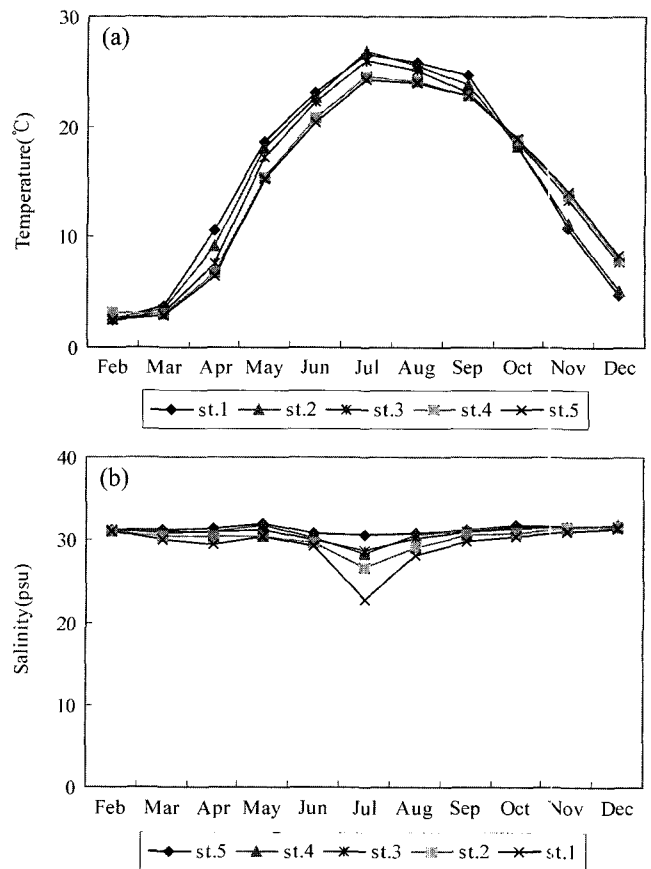 (a)
30
20
10
0
Temperature(℃)
Feb Mar Apr May Jun Jul Aug Sep Oct Nov Dec
st.1 st.2 st.3 st.4 st.5
(b)
40
30
20
10
0
Salinity(psu)
Feb Mar Apr May Jun Jul Aug Sep Oct Nov Dec
st.5 st.4 st.3 st.2 st.1